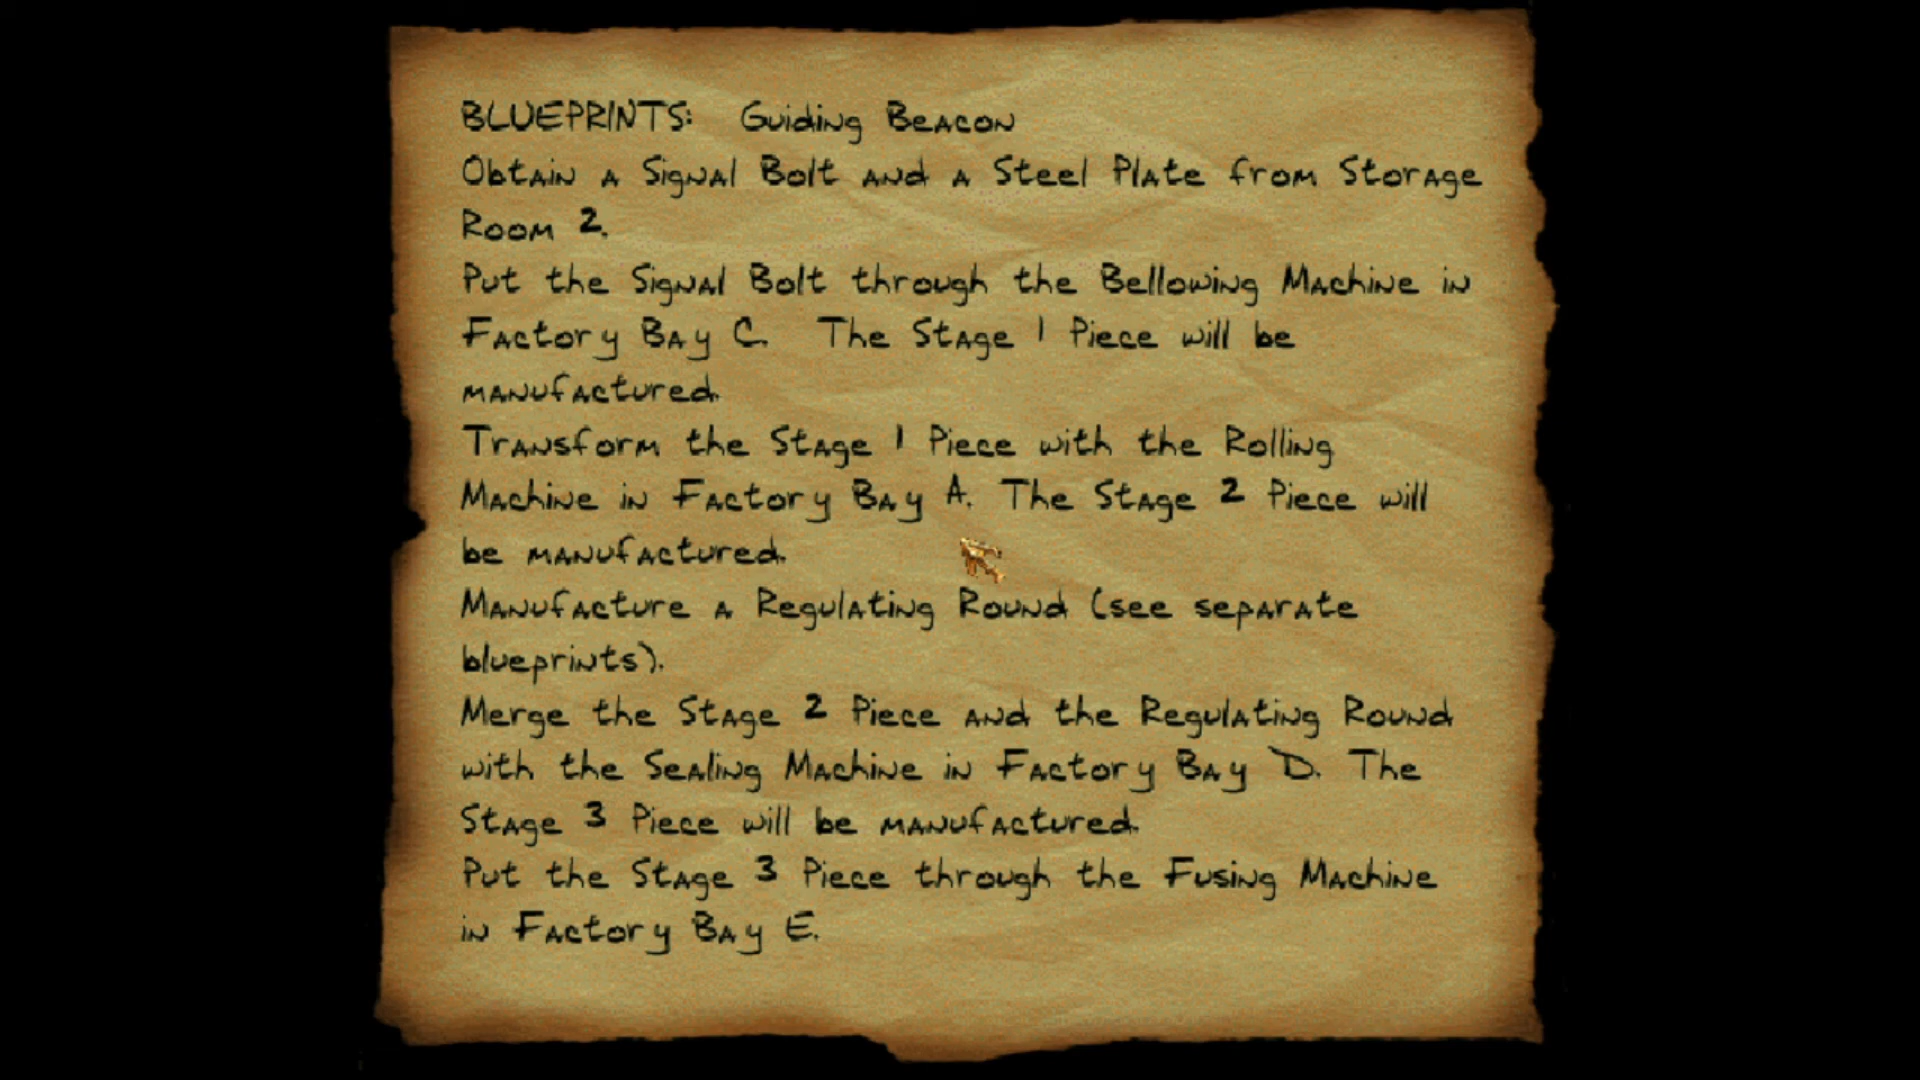 BLUEPRINTS: Guiding Beacon
Obtain a Signal Bolt and a Steel Plate from Storage
Room 2.
Put the Signal Bolt through the Bellowing Machine in
Factory Bay C. The Stage 1 Piece will be
manufactured.
Transform the Stage 1 Piece with the Rolling
Machine in Factory Bay A. The Stage 2 Piece will
be manufactured.
Manufacture a Regulating Round (see separate
blueprints).
Merge the Stage 2 Piece and the Regulating Round
with the Sealing Machine in Factory Bay D. The
Stage 3 Piece will be manufactured.
Put the Stage 3 Piece through the Fusing Machine
in Factory Bay E.